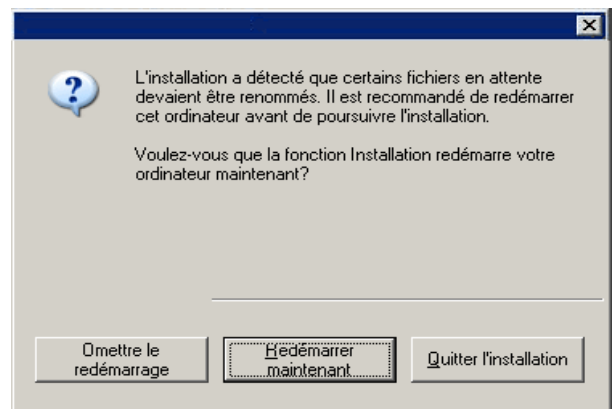 L'installation a détecté que certains fichiers en attente
devaient être renommés. Il est recommandé de redémarrer
cet ordinateur avant de poursuivre l'installation.
Voulez-vous que la fonction Installation redémarre votre
ordinateur maintenant?
Omettre le
redémarrage
Redémarrer
maintenant
Quitter l'installation